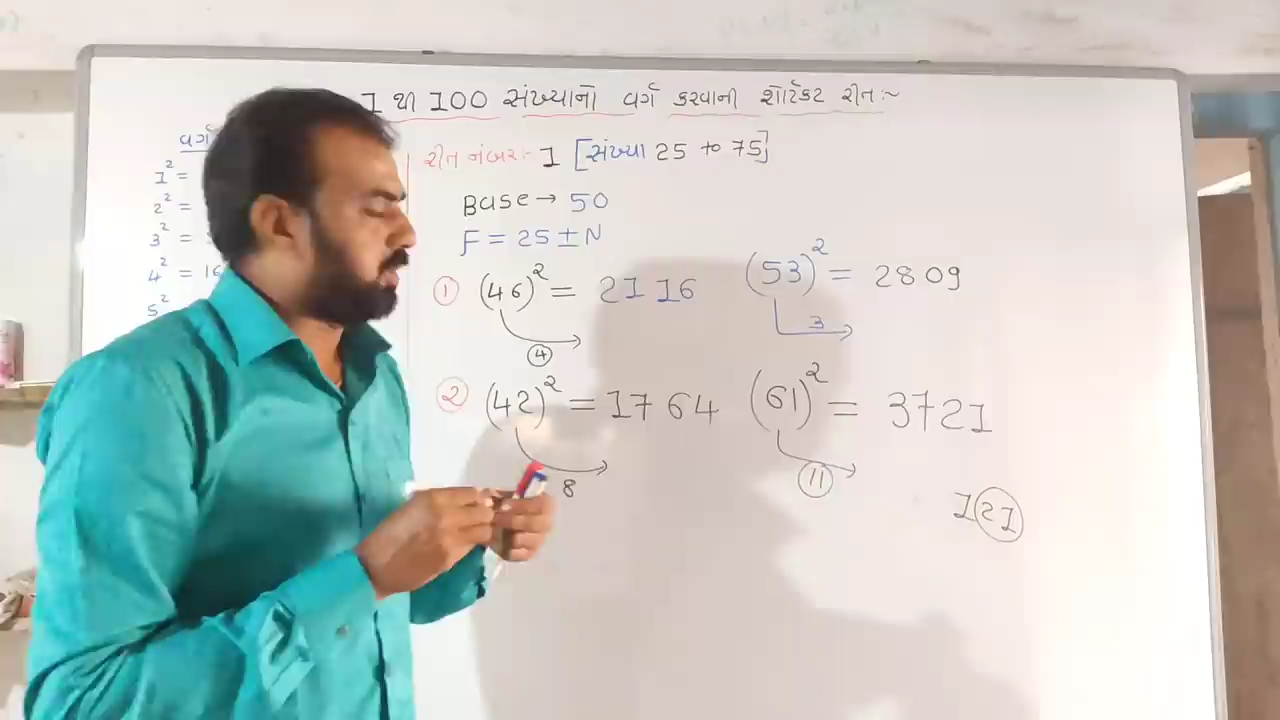 1 થી 100 સંખ્યાનો વર્ગ કરવાની શોર્ટકટ રીત :~
વર્ગ
1² =
2² =
3² =
4² = 16
5²
રીત નંબર :- 1 [સંખ્યા 25 to 75]
Base → 50
F = 25 ± N
① (46)² = 2116 (53)² = 2809
④ 3
② (42)² = 1764 (61)² = 3721
8 ⑪
121